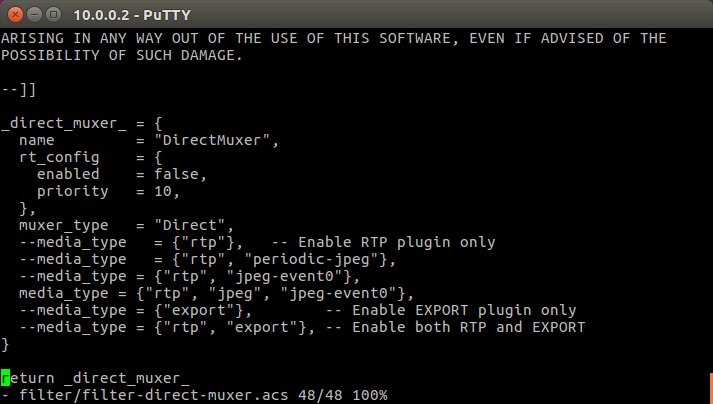 10.0.0.2 - PuTTY
ARISING IN ANY WAY OUT OF THE USE OF THIS SOFTWARE, EVEN IF ADVISED OF THE
POSSIBILITY OF SUCH DAMAGE.

--]]

_direct_muxer_ = {
  name         = "DirectMuxer",
  rt_config    = {
    enabled    = false,
    priority   = 10,
  },
  muxer_type   = "Direct",
  --media_type   = {"rtp"},   -- Enable RTP plugin only
  --media_type   = {"rtp", "periodic-jpeg"},
  --media_type = {"rtp", "jpeg-event0"},
  media_type = {"rtp", "jpeg", "jpeg-event0"},
  --media_type = {"export"},        -- Enable EXPORT plugin only
  --media_type = {"rtp", "export"}, -- Enable both RTP and EXPORT
}

return _direct_muxer_
- filter/filter-direct-muxer.acs 48/48 100%